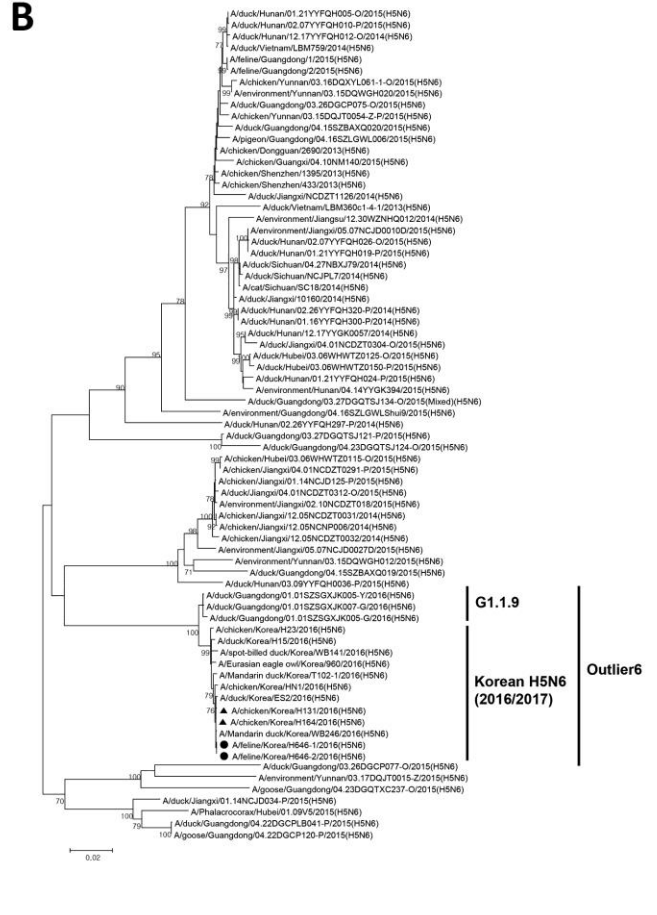 B
A/duck/Hunan/01.21YYFQH005-O/2015(H5N6)
A/duck/Hunan/02.07YYFQH010-P/2015(H5N6)
A/duck/Hunan/12.17YYFQH012-O/2014(H5N6)
A/duck/Vietnam/LBM759/2014(H5N6)
A/feline/Guangdong/1/2015(H5N6)
A/feline/Guangdong/2/2015(H5N6)
A/chicken/Yunnan/03.16DQXYL061-1-O/2015(H5N6)
A/environment/Yunnan/03.15DQWGH020/2015(H5N6)
A/duck/Guangdong/03.26DGCP075-O/2015(H5N6)
A/chicken/Yunnan/03.15DQJT0054-Z-P/2015(H5N6)
A/duck/Guangdong/04.15SZBAXQ020/2015(H5N6)
A/pigeon/Guangdong/04.16SZLGWL006/2015(H5N6)
A/chicken/Dongguan/2690/2013(H5N6)
A/chicken/Guangxi/04.10NM140/2015(H5N6)
A/chicken/Shenzhen/1395/2013(H5N6)
A/chicken/Shenzhen/433/2013(H5N6)
A/duck/Jiangxi/NCDZT1126/2014(H5N6)
A/duck/Vietnam/LBM360c1-4-1/2013(H5N6)
A/environment/Jiangsu/12.30WZNHQ012/2014(H5N6)
A/environment/Jiangxi/05.07NCJD0010D/2015(H5N6)
A/duck/Hunan/02.07YYFQH026-O/2015(H5N6)
A/duck/Hunan/01.21YYFQH019-P/2015(H5N6)
A/duck/Sichuan/04.27NBXJ79/2014(H5N6)
A/duck/Sichuan/NCJPL7/2014(H5N6)
A/cat/Sichuan/SC18/2014(H5N6)
A/duck/Jiangxi/10160/2014(H5N6)
A/duck/Hunan/02.26YYFQH320-P/2014(H5N6)
A/duck/Hunan/01.16YYFQH300-P/2014(H5N6)
A/duck/Hunan/12.17YYGK0057/2014(H5N6)
A/duck/Jiangxi/04.01NCDZT0304-O/2015(H5N6)
A/duck/Hubei/03.06WHWTZ0125-O/2015(H5N6)
A/duck/Hubei/03.06WHWTZ0150-P/2015(H5N6)
A/duck/Hunan/01.21YYFQH024-P/2015(H5N6)
A/environment/Hunan/04.14YYGK394/2015(H5N6)
A/duck/Guangdong/03.27DGQTSJ134-O/2015(Mixed)(H5N6)
A/environment/Guangdong/04.16SZLGWLShui9/2015(H5N6)
A/duck/Hunan/02.26YYFQH297-P/2014(H5N6)
A/duck/Guangdong/03.27DGQTSJ121-P/2015(H5N6)
A/duck/Guangdong/04.23DGQTSJ124-O/2015(H5N6)
A/chicken/Hubei/03.06WHWTZ0115-O/2015(H5N6)
A/chicken/Jiangxi/04.01NCDZT0291-P/2015(H5N6)
A/chicken/Jiangxi/01.14NCJD125-P/2015(H5N6)
A/duck/Jiangxi/04.01NCDZT0312-O/2015(H5N6)
A/environment/Jiangxi/02.10NCDZT018/2015(H5N6)
A/chicken/Jiangxi/12.05NCDZT0031/2014(H5N6)
A/chicken/Jiangxi/12.05NCNP006/2014(H5N6)
A/chicken/Jiangxi/12.05NCDZT0032/2014(H5N6)
A/environment/Jiangxi/05.07NCJD0027D/2015(H5N6)
A/environment/Yunnan/03.15DQWGH012/2015(H5N6)
A/duck/Guangdong/04.15SZBAXQ019/2015(H5N6)
A/duck/Hunan/03.09YYFQH0036-P/2015(H5N6)
A/duck/Guangdong/01.01SZSGXJK005-Y/2016(H5N6)
A/duck/Guangdong/01.01SZSGXJK007-G/2016(H5N6)
A/duck/Guangdong/01.01SZSGXJK005-G/2016(H5N6)
G1.1.9
A/chicken/Korea/H23/2016(H5N6)
A/duck/Korea/H15/2016(H5N6)
A/spot-billed duck/Korea/WB141/2016(H5N6)
A/Eurasian eagle owl/Korea/960/2016(H5N6)
A/Mandarin duck/Korea/T102-1/2016(H5N6)
A/chicken/Korea/HN1/2016(H5N6)
A/duck/Korea/ES2/2016(H5N6)
A/chicken/Korea/H131/2016(H5N6)
A/chicken/Korea/H164/2016(H5N6)
A/Mandarin duck/Korea/WB246/2016(H5N6)
A/feline/Korea/H646-1/2016(H5N6)
A/feline/Korea/H646-2/2016(H5N6)
Korean H5N6
(2016/2017)
Outlier6
A/duck/Guangdong/03.26DGCP077-O/2015(H5N6)
A/environment/Yunnan/03.17DQJT0015-Z/2015(H5N6)
A/goose/Guangdong/04.23DGQTXC237-O/2015(H5N6)
A/duck/Jiangxi/01.14NCJD034-P/2015(H5N6)
A/Phalacrocorax/Hubei/01.09V5/2015(H5N6)
A/duck/Guangdong/04.22DGCPLB041-P/2015(H5N6)
A/goose/Guangdong/04.22DGCP120-P/2015(H5N6)
92
78
95
90
97
100
100
98
71
100
100
99
79
76
100
70
100
79
100
0.02